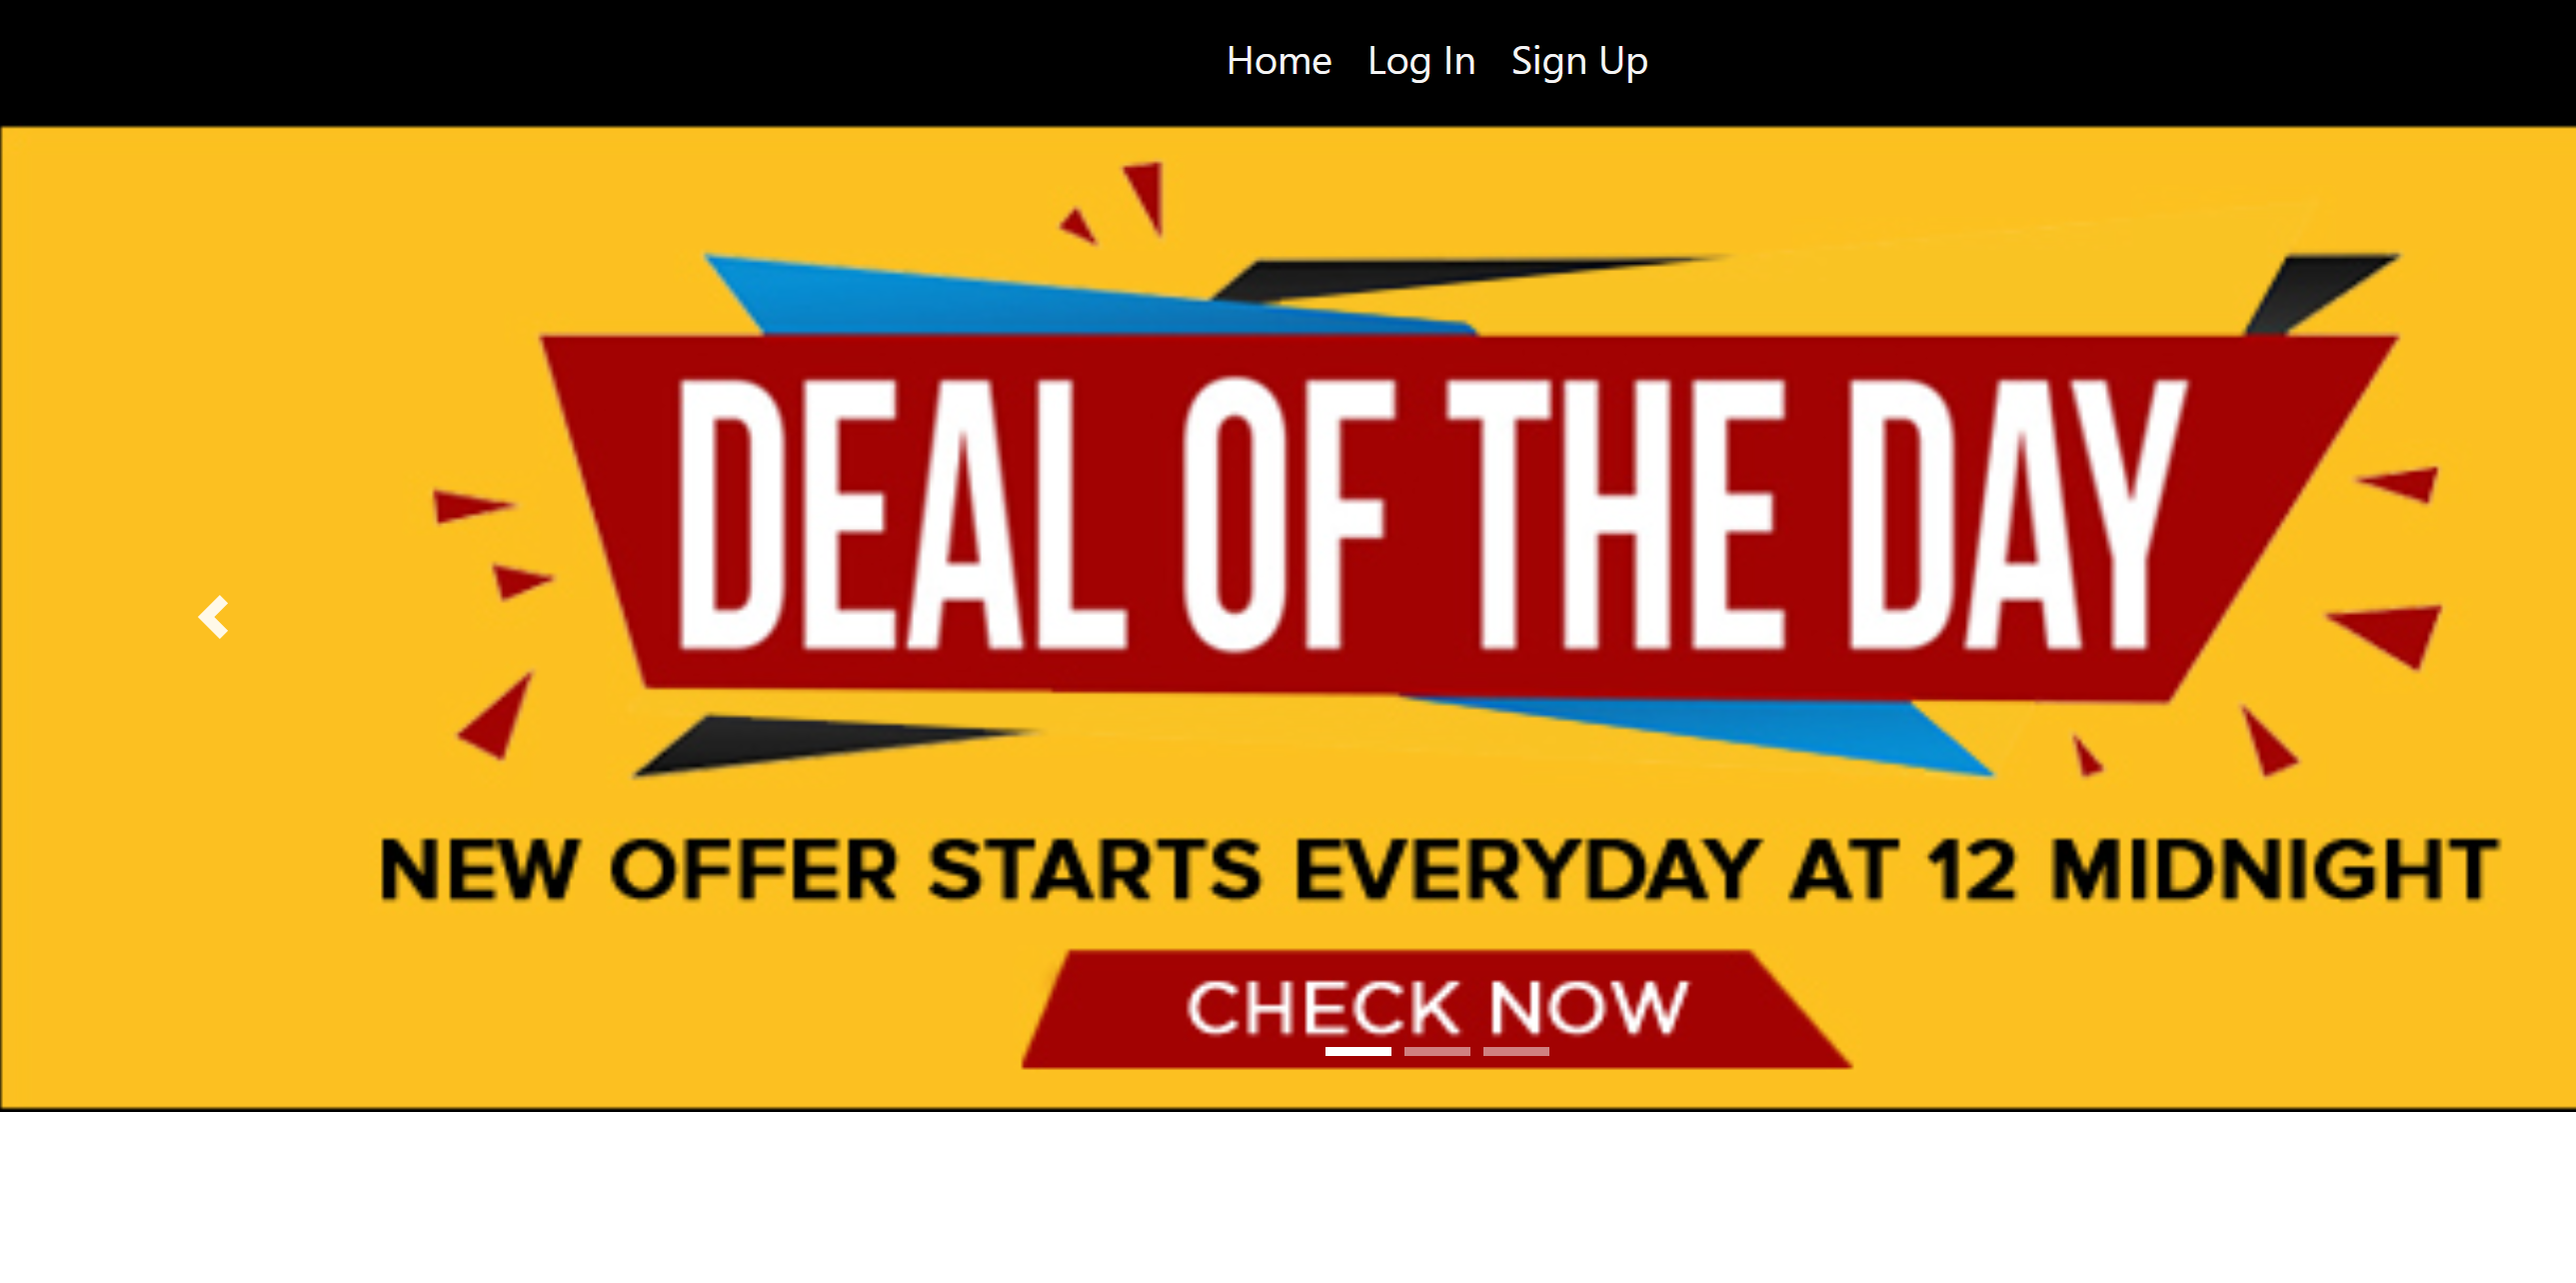 Home Log In Sign Up
DEAL OF THE DAY
NEW OFFER STARTS EVERYDAY AT 12 MIDNIGHT
CHECK NOW